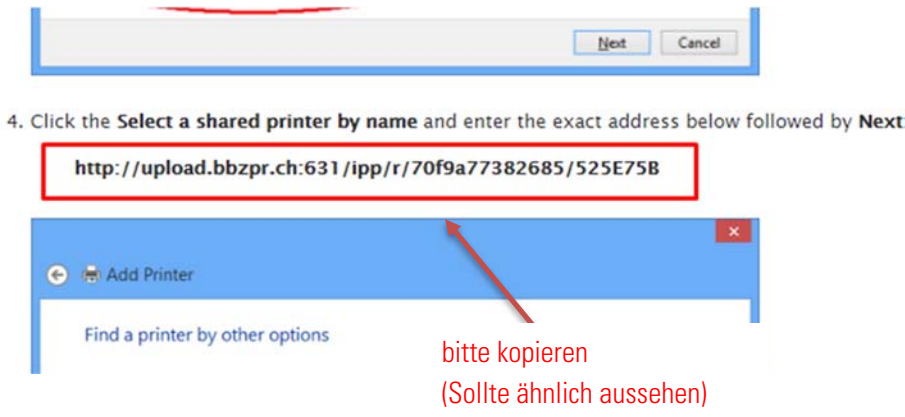 Next Cancel
4. Click the Select a shared printer by name and enter the exact address below followed by Next
http://upload.bbzpr.ch:631/ipp/r/70f9a77382685/525E75B
Add Printer
Find a printer by other options
bitte kopieren
(Sollte ähnlich aussehen)